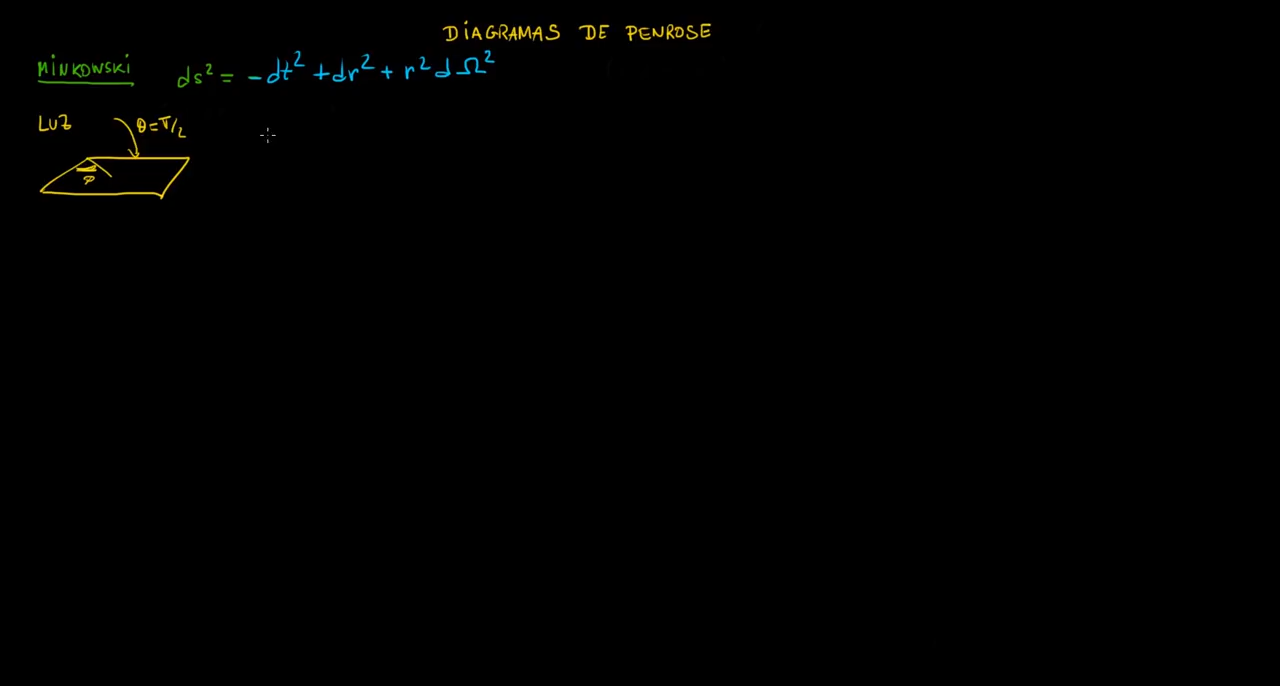 DIAGRAMAS DE PENROSE
MINKOWSKI ds² = -dt² + dr² + r² dΩ²
LUZ θ=π/2